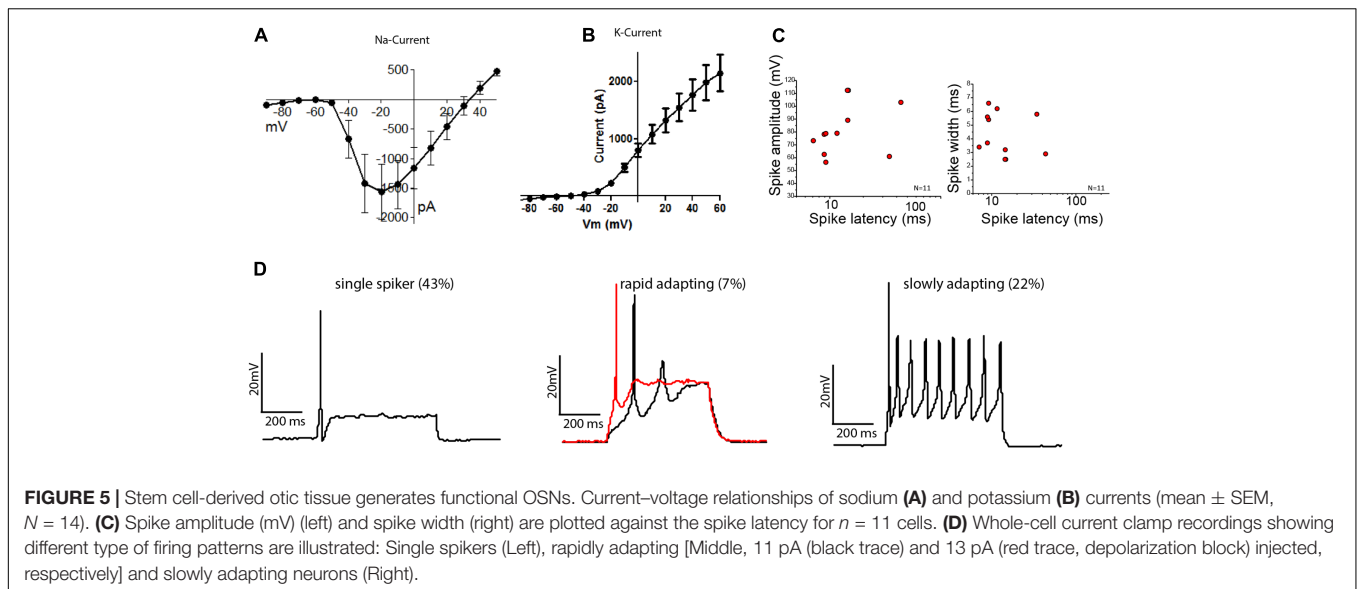 A
Na-Current
500
-80
-60
-40
-20
20
40
mV
-500
-1000
-1500
-2000
pA
B
K-Current
Current (pA)
2000
1000
-80
-60
-40
-20
0
20
40
60
Vm (mV)
C
Spike amplitude (mV)
120
110
100
90
80
70
60
50
40
30
10
100
N=11
Spike latency (ms)
Spike width (ms)
8
7
6
5
4
3
2
1
0
10
100
N=11
Spike latency (ms)
D
single spiker (43%)
20mV
200 ms
rapid adapting (7%)
20mV
200 ms
slowly adapting (22%)
20mV
200 ms
FIGURE 5 | Stem cell-derived otic tissue generates functional OSNs. Current–voltage relationships of sodium (A) and potassium (B) currents (mean ± SEM,
N = 14). (C) Spike amplitude (mV) (left) and spike width (right) are plotted against the spike latency for n = 11 cells. (D) Whole-cell current clamp recordings showing
different type of firing patterns are illustrated: Single spikers (Left), rapidly adapting [Middle, 11 pA (black trace) and 13 pA (red trace, depolarization block) injected,
respectively] and slowly adapting neurons (Right).